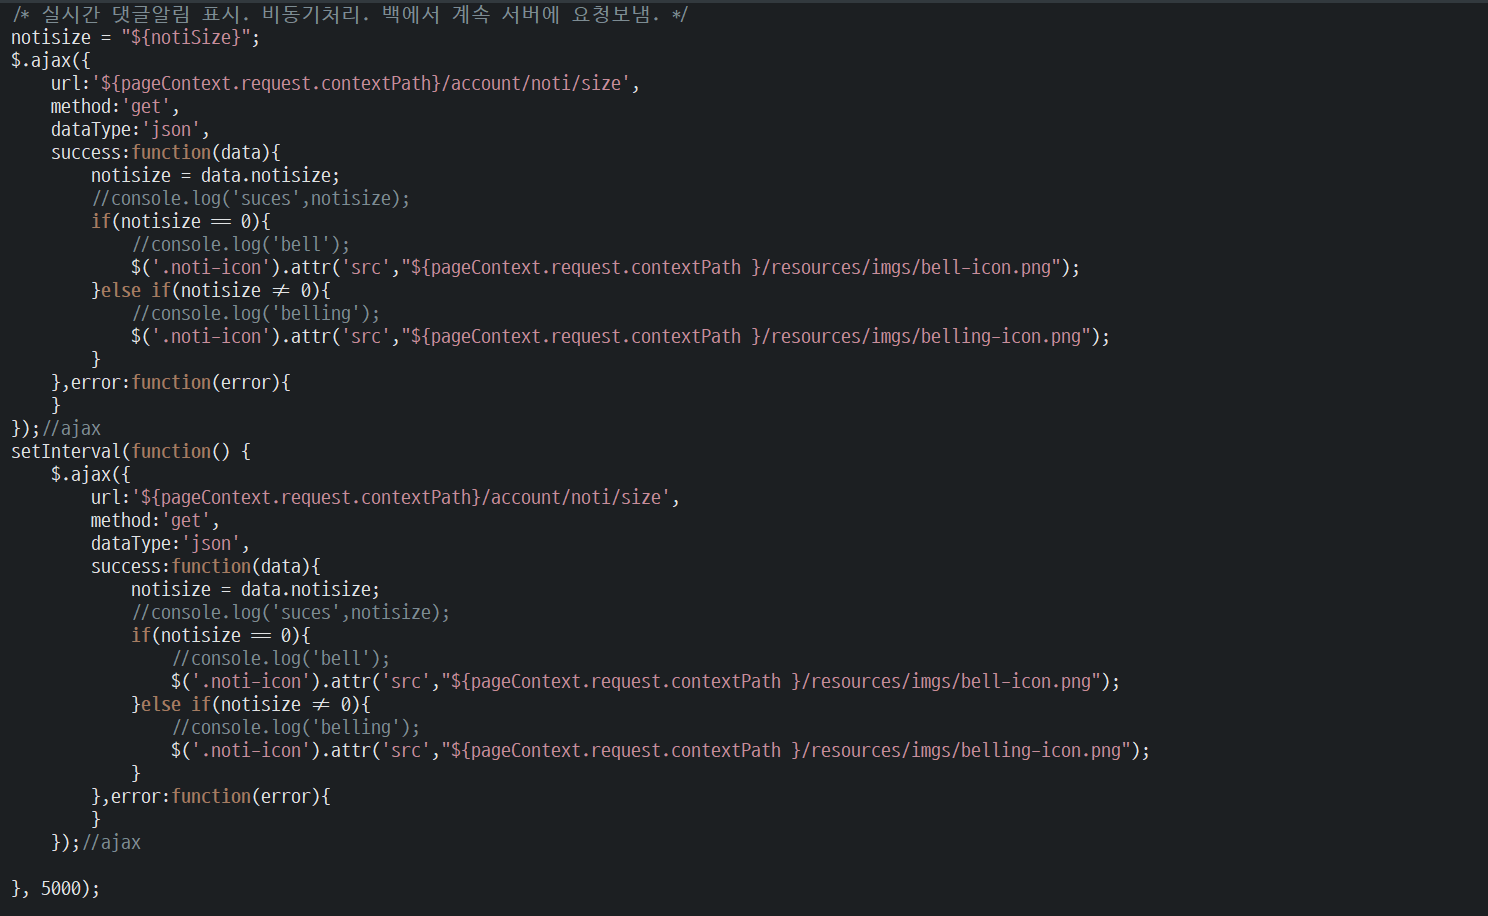 /* 실시간 댓글알림 표시. 비동기처리. 백에서 계속 서버에 요청보냄. */
notisize = "${notiSize}";
$.ajax({
    url:'${pageContext.request.contextPath}/account/noti/size',
    method:'get',
    dataType:'json',
    success:function(data){
        notisize = data.notisize;
        //console.log('suces',notisize);
        if(notisize == 0){
            //console.log('bell');
            $('.noti-icon').attr('src',"${pageContext.request.contextPath }/resources/imgs/bell-icon.png");
        }else if(notisize != 0){
            //console.log('belling');
            $('.noti-icon').attr('src',"${pageContext.request.contextPath }/resources/imgs/belling-icon.png");
        }
    },error:function(error){
    }
});//ajax
setInterval(function() {
    $.ajax({
        url:'${pageContext.request.contextPath}/account/noti/size',
        method:'get',
        dataType:'json',
        success:function(data){
            notisize = data.notisize;
            //console.log('suces',notisize);
            if(notisize == 0){
                //console.log('bell');
                $('.noti-icon').attr('src',"${pageContext.request.contextPath }/resources/imgs/bell-icon.png");
            }else if(notisize != 0){
                //console.log('belling');
                $('.noti-icon').attr('src',"${pageContext.request.contextPath }/resources/imgs/belling-icon.png");
            }
        },error:function(error){
        }
    });//ajax

}, 5000);